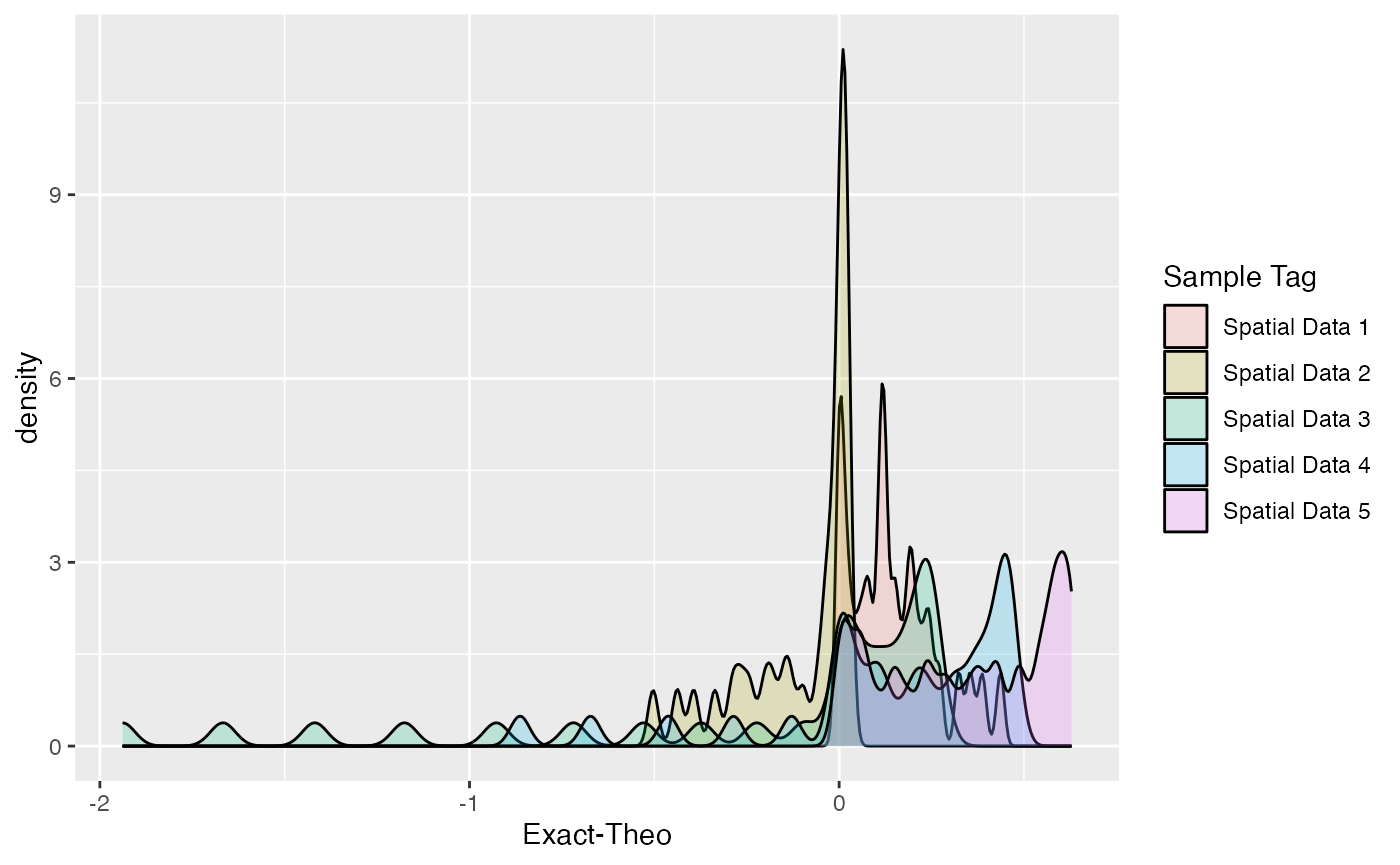 9
6
3
0
density
-2
-1
0
Exact-Theo
Sample Tag
Spatial Data 1
Spatial Data 2
Spatial Data 3
Spatial Data 4
Spatial Data 5